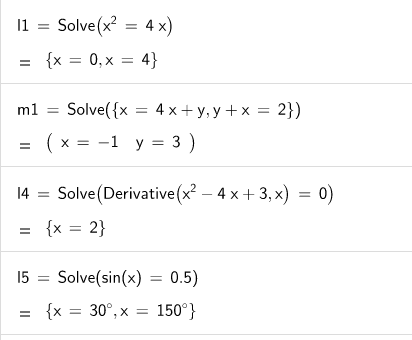 l1 = Solve(x² = 4 x)
= {x = 0, x = 4}
m1 = Solve({x = 4 x + y, y + x = 2})
= ( x = −1 y = 3 )
l4 = Solve(Derivative(x² − 4 x + 3, x) = 0)
= {x = 2}
l5 = Solve(sin(x) = 0.5)
= {x = 30°, x = 150°}